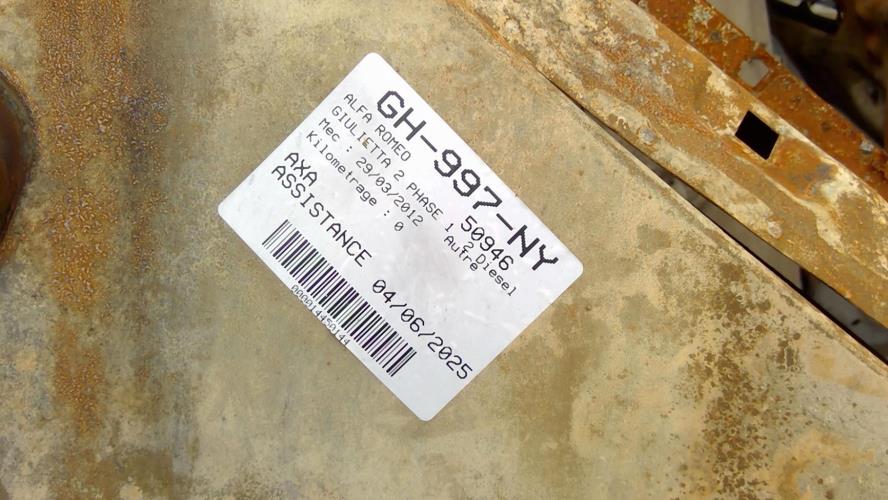 GH-997-NY
ALFA ROMEO 50946
GIULIETTA 2 PHASE 1, 2 Diesel
Mec : 29/03/2012 Autre
Kilometrage : 0
AXA
ASSISTANCE 04/06/2025
000014450144